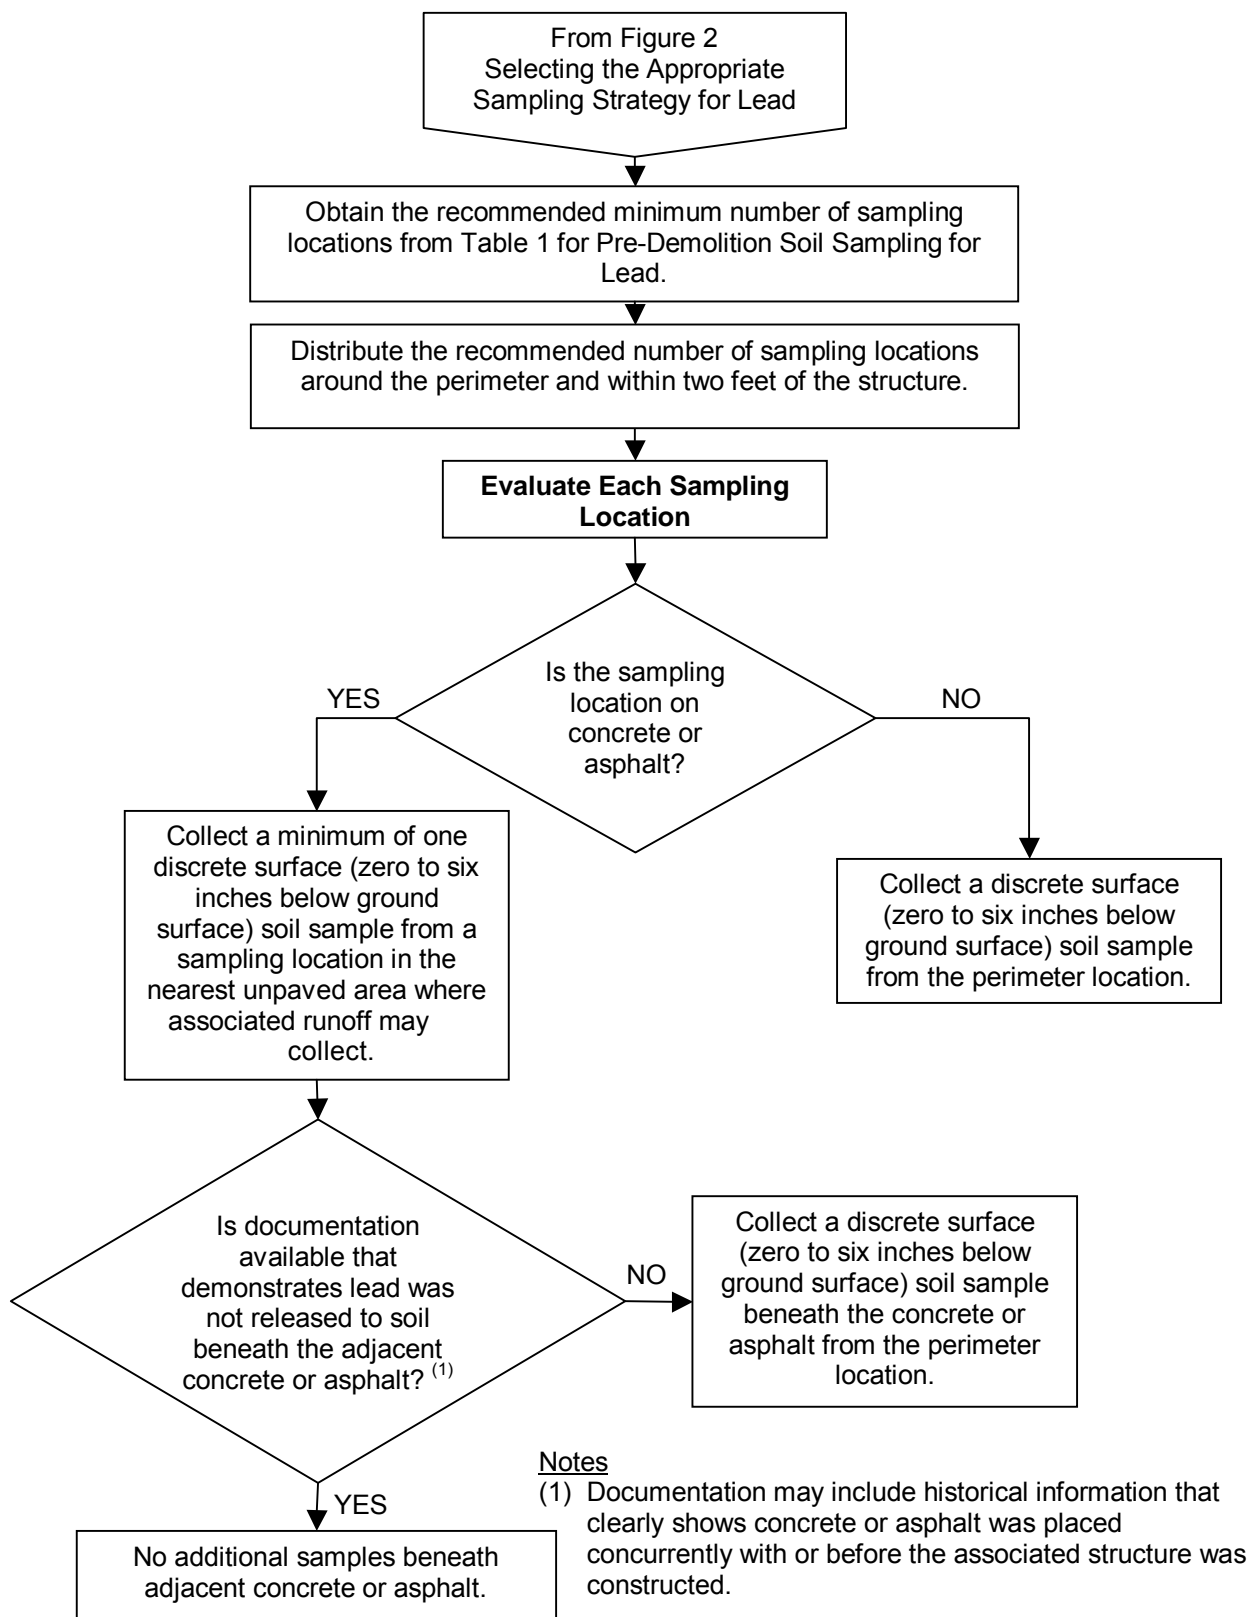 From Figure 2
Selecting the Appropriate
Sampling Strategy for Lead
Obtain the recommended minimum number of sampling
locations from Table 1 for Pre-Demolition Soil Sampling for
Lead.
Distribute the recommended number of sampling locations
around the perimeter and within two feet of the structure.
Evaluate Each Sampling
Location
Is the sampling
location on
concrete or
asphalt?
YES
NO
Collect a minimum of one
discrete surface (zero to six
inches below ground
surface) soil sample from a
sampling location in the
nearest unpaved area where
associated runoff may
collect.
Collect a discrete surface
(zero to six inches below
ground surface) soil sample
from the perimeter location.
Is documentation
available that
demonstrates lead was
not released to soil
beneath the adjacent
concrete or asphalt? (1)
NO
Collect a discrete surface
(zero to six inches below
ground surface) soil sample
beneath the concrete or
asphalt from the perimeter
location.
YES
No additional samples beneath
adjacent concrete or asphalt.
Notes
(1) Documentation may include historical information that
clearly shows concrete or asphalt was placed
concurrently with or before the associated structure was
constructed.